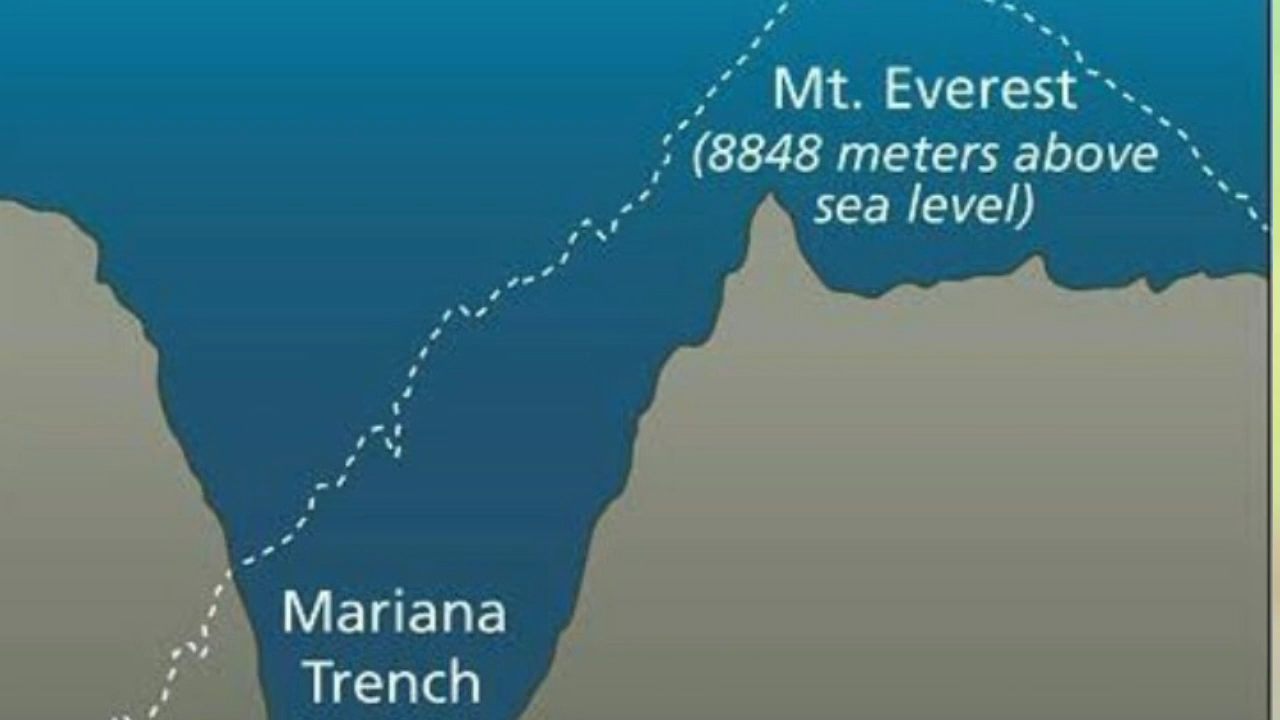 Mt. Everest
(8848 meters above
sea level)
Mariana
Trench